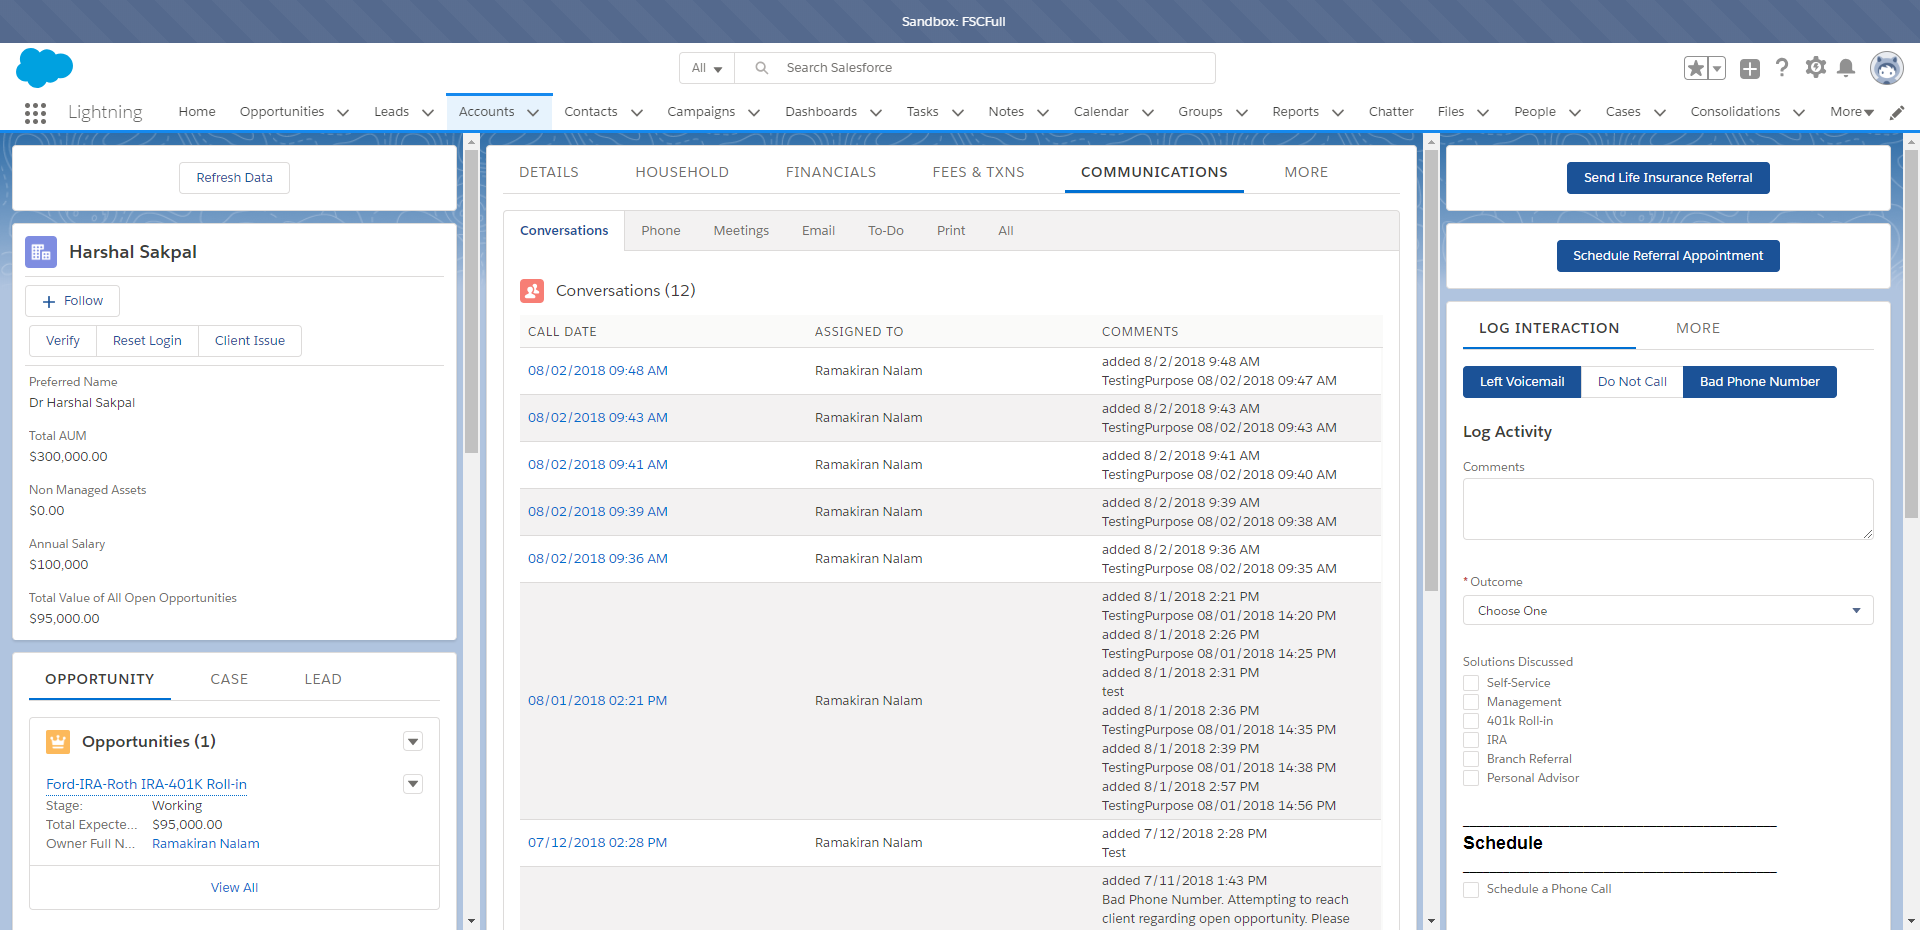 Sandbox: FSCFull
All
Search Salesforce
Lightning
Home
Opportunities
Leads
Accounts
Contacts
Campaigns
Dashboards
Tasks
Notes
Calendar
Groups
Reports
Chatter
Files
People
Cases
Consolidations
More
Refresh Data
Harshal Sakpal
Follow
Verify
Reset Login
Client Issue
Preferred Name
Dr Harshal Sakpal
Total AUM
$300,000.00
Non Managed Assets
$0.00
Annual Salary
$100,000
Total Value of All Open Opportunities
$95,000.00
OPPORTUNITY
CASE
LEAD
Opportunities (1)
Ford-IRA-Roth IRA-401K Roll-in
Stage: Working
Total Expecte... $95,000.00
Owner Full N... Ramakiran Nalam
View All
DETAILS
HOUSEHOLD
FINANCIALS
FEES & TXNS
COMMUNICATIONS
MORE
Conversations
Phone
Meetings
Email
To-Do
Print
All
Conversations (12)
CALL DATE
ASSIGNED TO
COMMENTS
08/02/2018 09:48 AM
Ramakiran Nalam
added 8/2/2018 9:48 AM
TestingPurpose 08/02/2018 09:47 AM
08/02/2018 09:43 AM
Ramakiran Nalam
added 8/2/2018 9:43 AM
TestingPurpose 08/02/2018 09:43 AM
08/02/2018 09:41 AM
Ramakiran Nalam
added 8/2/2018 9:41 AM
TestingPurpose 08/02/2018 09:40 AM
08/02/2018 09:39 AM
Ramakiran Nalam
added 8/2/2018 9:39 AM
TestingPurpose 08/02/2018 09:38 AM
08/02/2018 09:36 AM
Ramakiran Nalam
added 8/2/2018 9:36 AM
TestingPurpose 08/02/2018 09:35 AM
08/01/2018 02:21 PM
Ramakiran Nalam
added 8/1/2018 2:21 PM
TestingPurpose 08/01/2018 14:20 PM
added 8/1/2018 2:26 PM
TestingPurpose 08/01/2018 14:25 PM
added 8/1/2018 2:31 PM
test
added 8/1/2018 2:36 PM
TestingPurpose 08/01/2018 14:35 PM
added 8/1/2018 2:39 PM
TestingPurpose 08/01/2018 14:38 PM
added 8/1/2018 2:57 PM
TestingPurpose 08/01/2018 14:56 PM
07/12/2018 02:28 PM
Ramakiran Nalam
added 7/12/2018 2:28 PM
Test
added 7/11/2018 1:43 PM
Bad Phone Number. Attempting to reach
client regarding open opportunity. Please
Send Life Insurance Referral
Schedule Referral Appointment
LOG INTERACTION
MORE
Left Voicemail
Do Not Call
Bad Phone Number
Log Activity
Comments
* Outcome
Choose One
Solutions Discussed
Self-Service
Management
401k Roll-in
IRA
Branch Referral
Personal Advisor
Schedule
Schedule a Phone Call